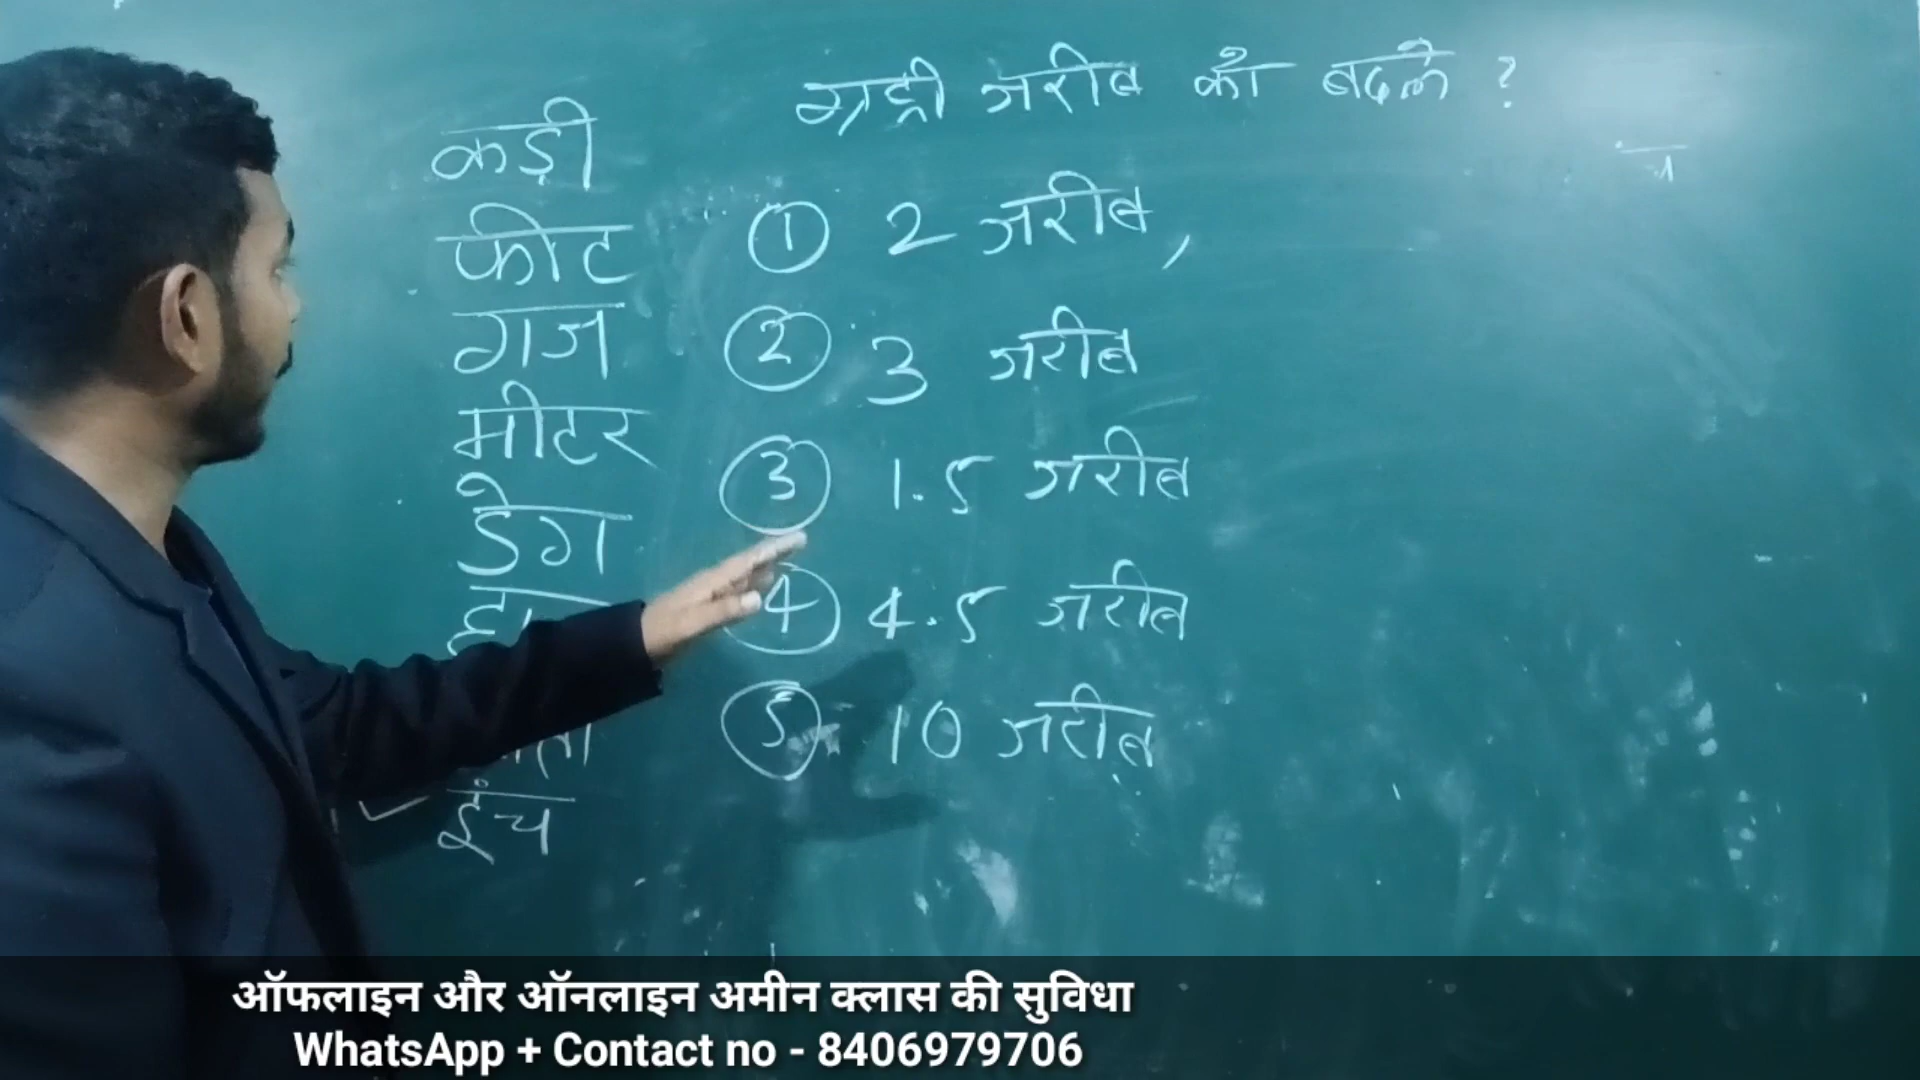 ग्रन्ट्री जरीब को बदले ?
कड़ी
फीट
गज
मीटर
डेग
इंच
① 2 जरीब,
② 3 जरीब
③ 1.5 जरीब
④ 4.5 जरीब
⑤ 10 जरीब
ऑफलाइन और ऑनलाइन अमीन क्लास की सुविधा
WhatsApp + Contact no - 8406979706